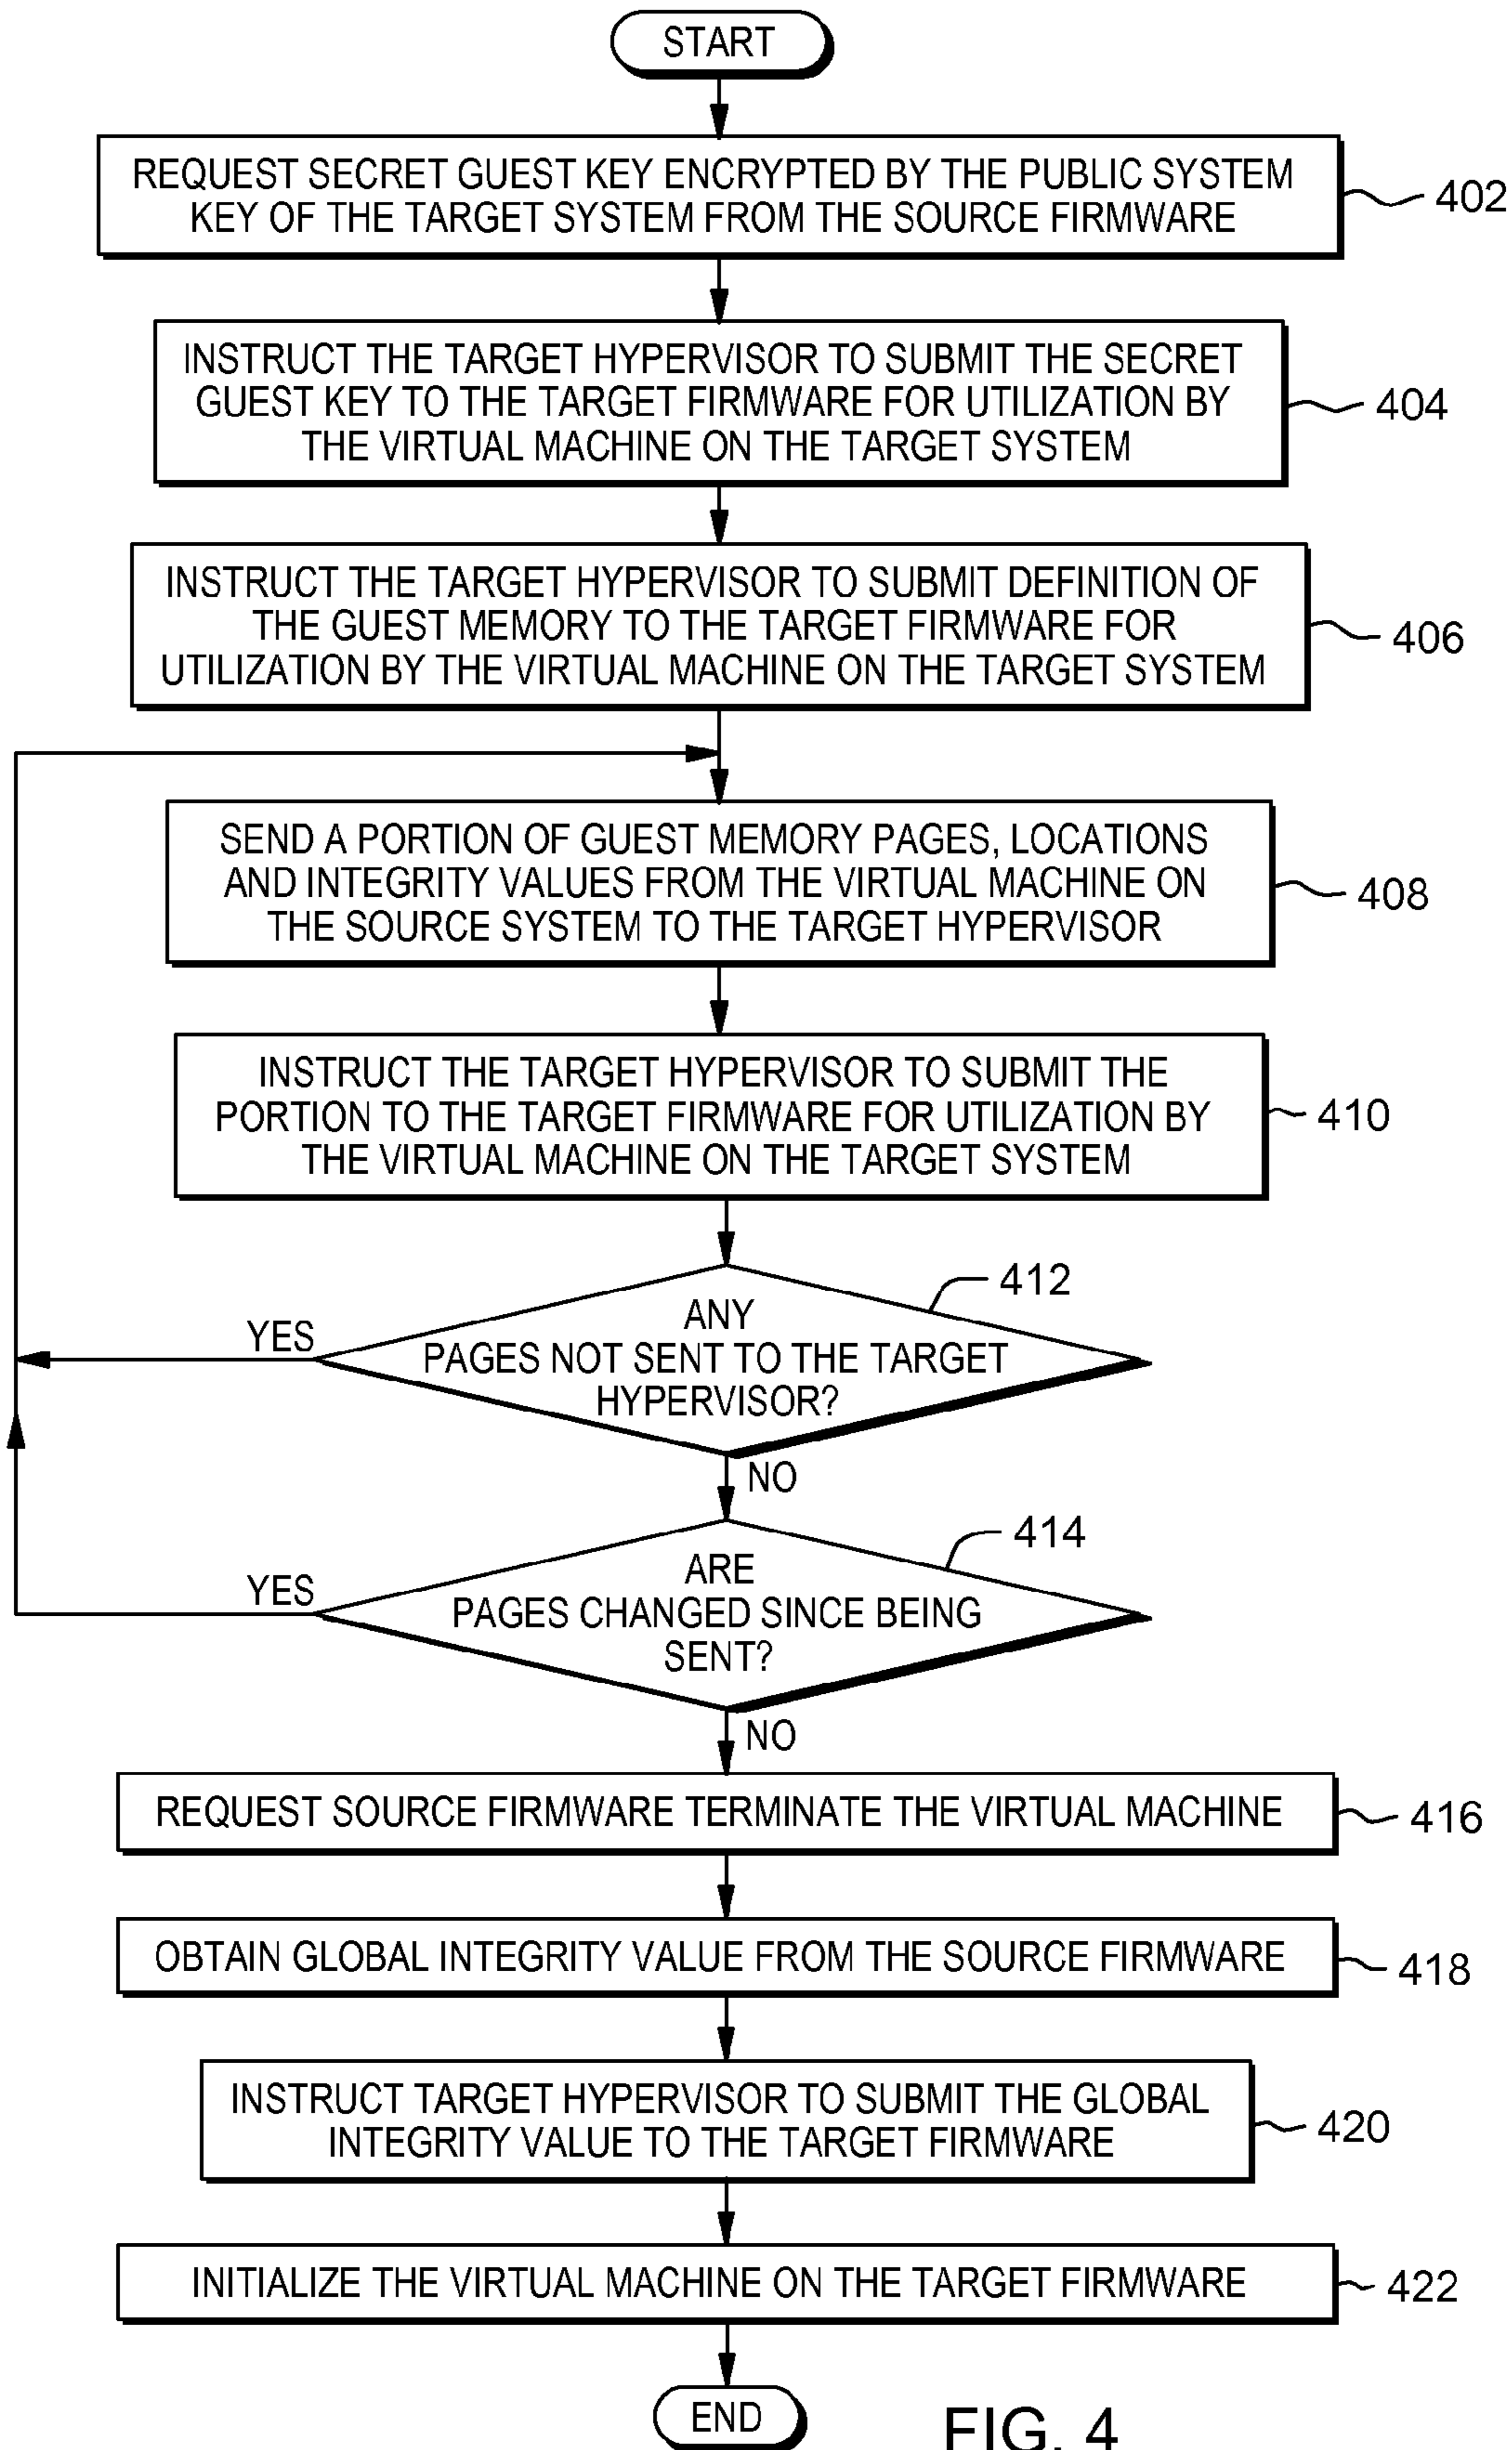 START
REQUEST SECRET GUEST KEY ENCRYPTED BY THE PUBLIC SYSTEM
KEY OF THE TARGET SYSTEM FROM THE SOURCE FIRMWARE
402
INSTRUCT THE TARGET HYPERVISOR TO SUBMIT THE SECRET
GUEST KEY TO THE TARGET FIRMWARE FOR UTILIZATION BY
THE VIRTUAL MACHINE ON THE TARGET SYSTEM
404
INSTRUCT THE TARGET HYPERVISOR TO SUBMIT DEFINITION OF
THE GUEST MEMORY TO THE TARGET FIRMWARE FOR
UTILIZATION BY THE VIRTUAL MACHINE ON THE TARGET SYSTEM
406
SEND A PORTION OF GUEST MEMORY PAGES, LOCATIONS
AND INTEGRITY VALUES FROM THE VIRTUAL MACHINE ON
THE SOURCE SYSTEM TO THE TARGET HYPERVISOR
408
INSTRUCT THE TARGET HYPERVISOR TO SUBMIT THE
PORTION TO THE TARGET FIRMWARE FOR UTILIZATION BY
THE VIRTUAL MACHINE ON THE TARGET SYSTEM
410
412
YES
ANY
PAGES NOT SENT TO THE TARGET
HYPERVISOR?
NO
414
YES
ARE
PAGES CHANGED SINCE BEING
SENT?
NO
REQUEST SOURCE FIRMWARE TERMINATE THE VIRTUAL MACHINE
416
OBTAIN GLOBAL INTEGRITY VALUE FROM THE SOURCE FIRMWARE
418
INSTRUCT TARGET HYPERVISOR TO SUBMIT THE GLOBAL
INTEGRITY VALUE TO THE TARGET FIRMWARE
420
INITIALIZE THE VIRTUAL MACHINE ON THE TARGET FIRMWARE
422
END
FIG. 4